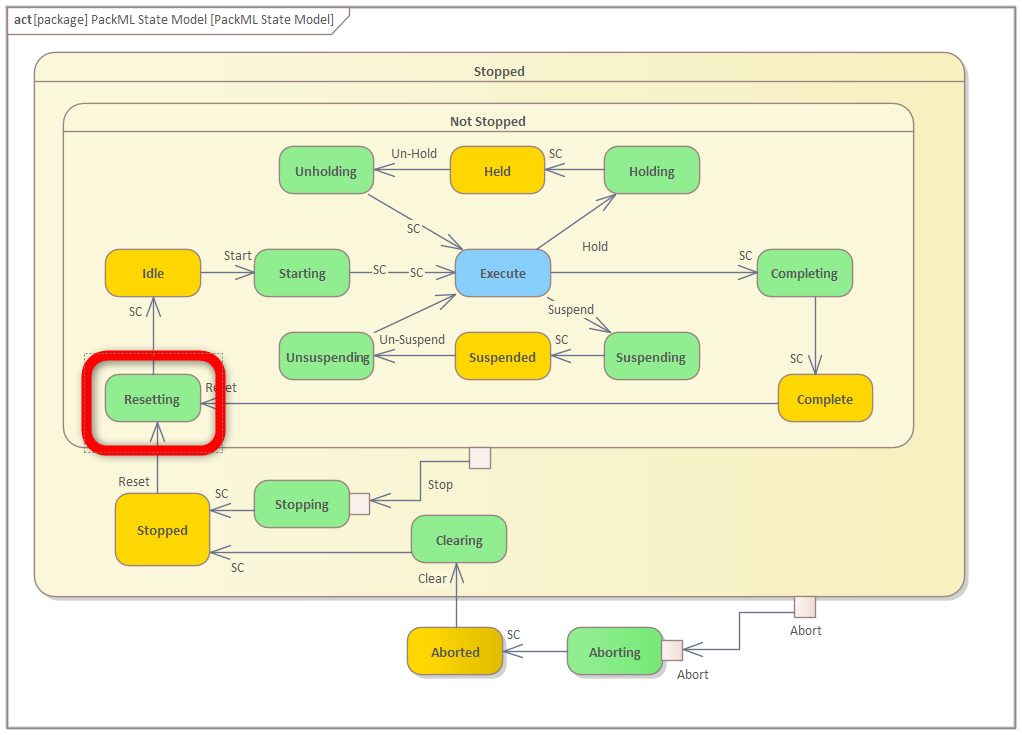 act [package] PackML State Model [PackML State Model]
Stopped
Not Stopped
Un-Hold
SC
Unholding
Held
Holding
SC
Hold
Start
SC
SC
SC
Idle
Starting
Execute
Completing
SC
Suspend
Un-Suspend
SC
Unsuspending
Suspended
Suspending
SC
Reset
Resetting
Complete
Reset
SC
Stop
Stopping
Stopped
Clearing
SC
Clear
Abort
SC
Aborted
Aborting
Abort